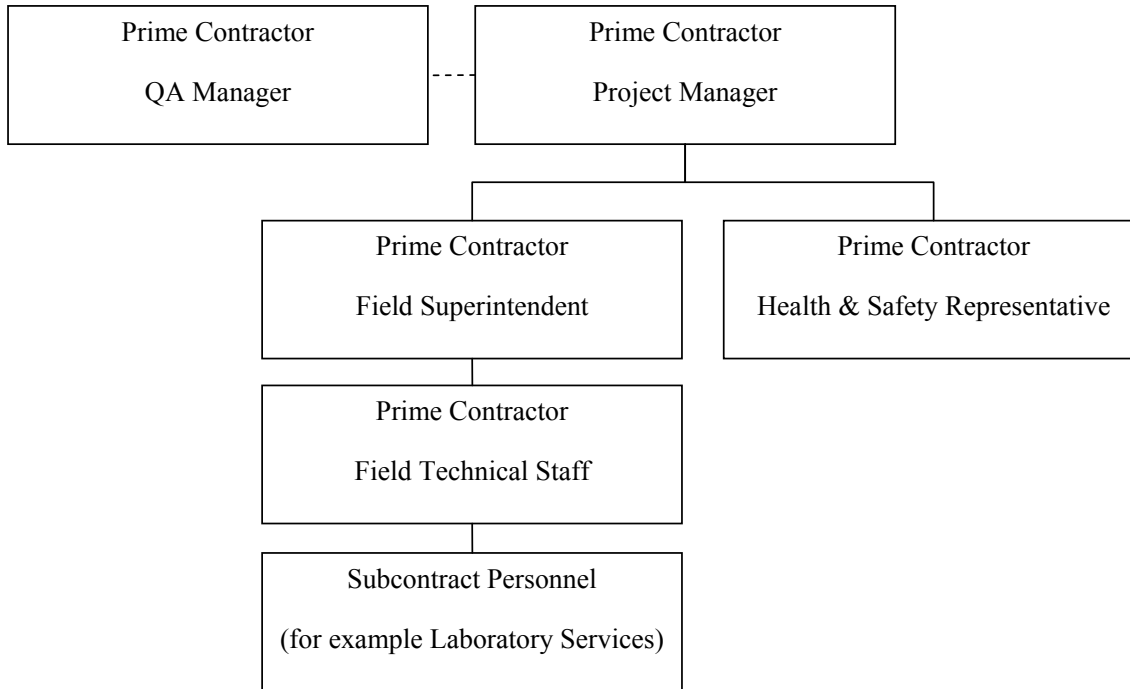 Prime Contractor
QA Manager
Prime Contractor
Project Manager
Prime Contractor
Field Superintendent
Prime Contractor
Health & Safety Representative
Prime Contractor
Field Technical Staff
Subcontract Personnel
(for example Laboratory Services)